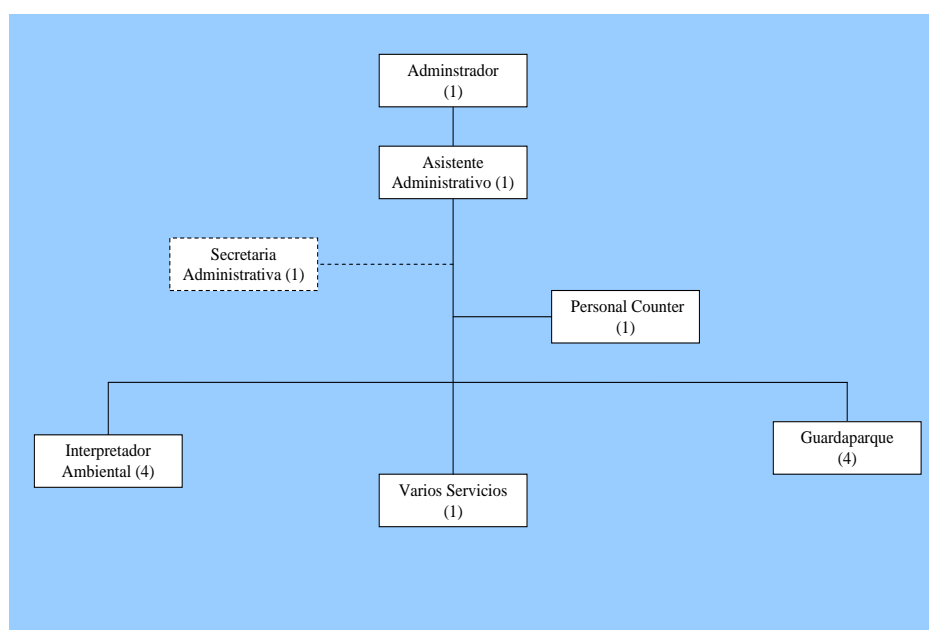 Adminstrador
(1)
Asistente
Administrativo (1)
Secretaria
Administrativa (1)
Personal Counter
(1)
Interpretador
Ambiental (4)
Varios Servicios
(1)
Guardaparque
(4)